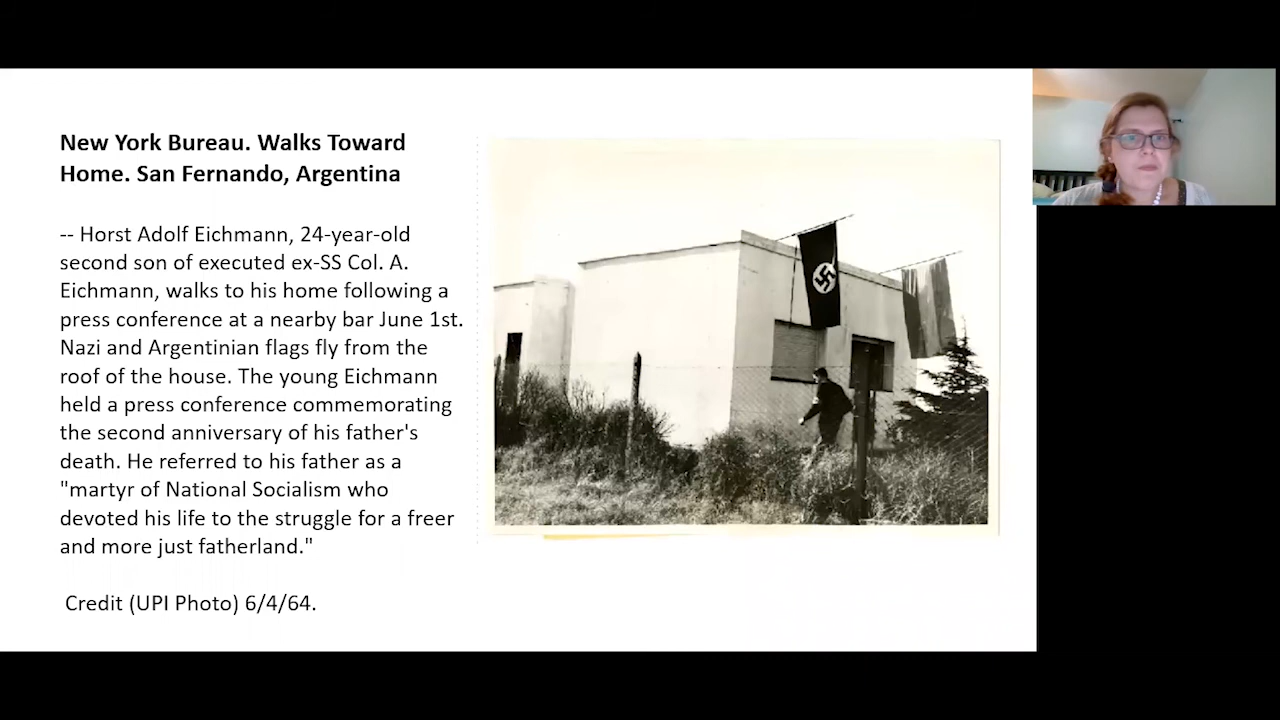 New York Bureau. Walks Toward
Home. San Fernando, Argentina
-- Horst Adolf Eichmann, 24-year-old
second son of executed ex-SS Col. A.
Eichmann, walks to his home following a
press conference at a nearby bar June 1st.
Nazi and Argentinian flags fly from the
roof of the house. The young Eichmann
held a press conference commemorating
the second anniversary of his father's
death. He referred to his father as a
"martyr of National Socialism who
devoted his life to the struggle for a freer
and more just fatherland."
Credit (UPI Photo) 6/4/64.